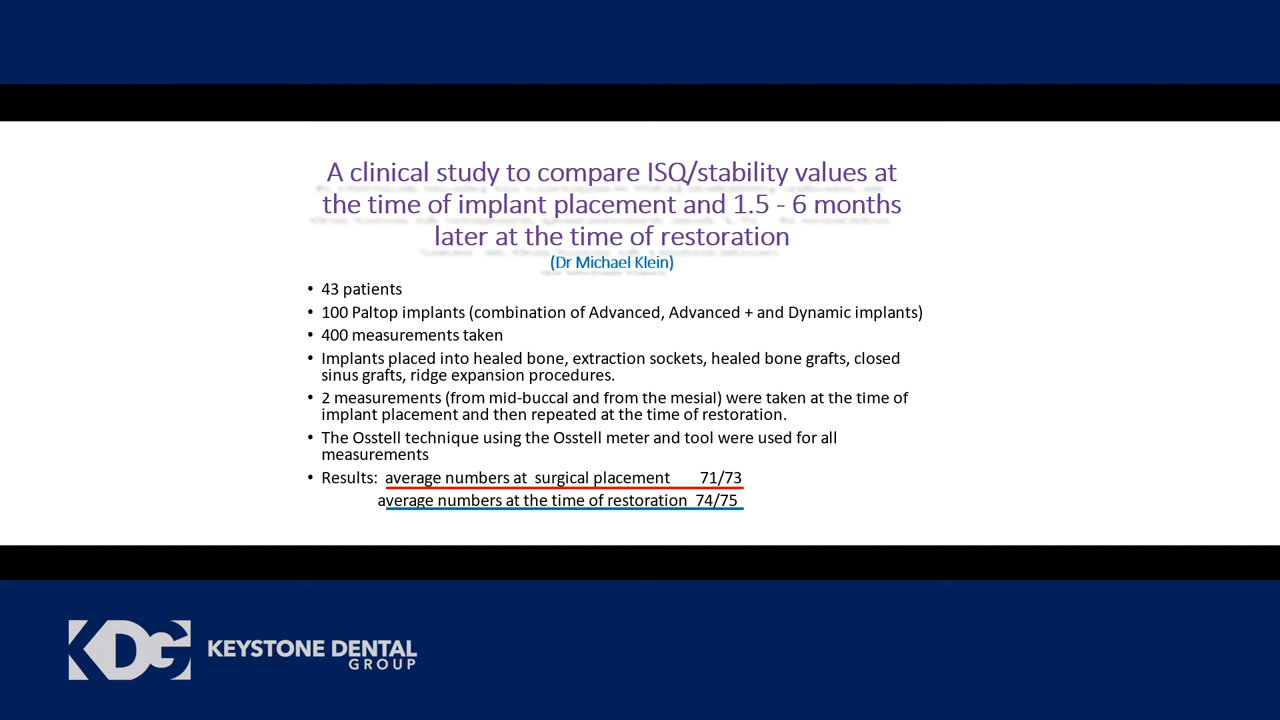 A clinical study to compare ISQ/stability values at
the time of implant placement and 1.5 - 6 months
later at the time of restoration
(Dr Michael Klein)
• 43 patients
• 100 Paltop implants (combination of Advanced, Advanced + and Dynamic implants)
• 400 measurements taken
• Implants placed into healed bone, extraction sockets, healed bone grafts, closed
sinus grafts, ridge expansion procedures.
• 2 measurements (from mid-buccal and from the mesial) were taken at the time of
implant placement and then repeated at the time of restoration.
• The Osstell technique using the Osstell meter and tool were used for all
measurements
• Results: average numbers at surgical placement 71/73
average numbers at the time of restoration 74/75
KDG KEYSTONE DENTAL
GROUP